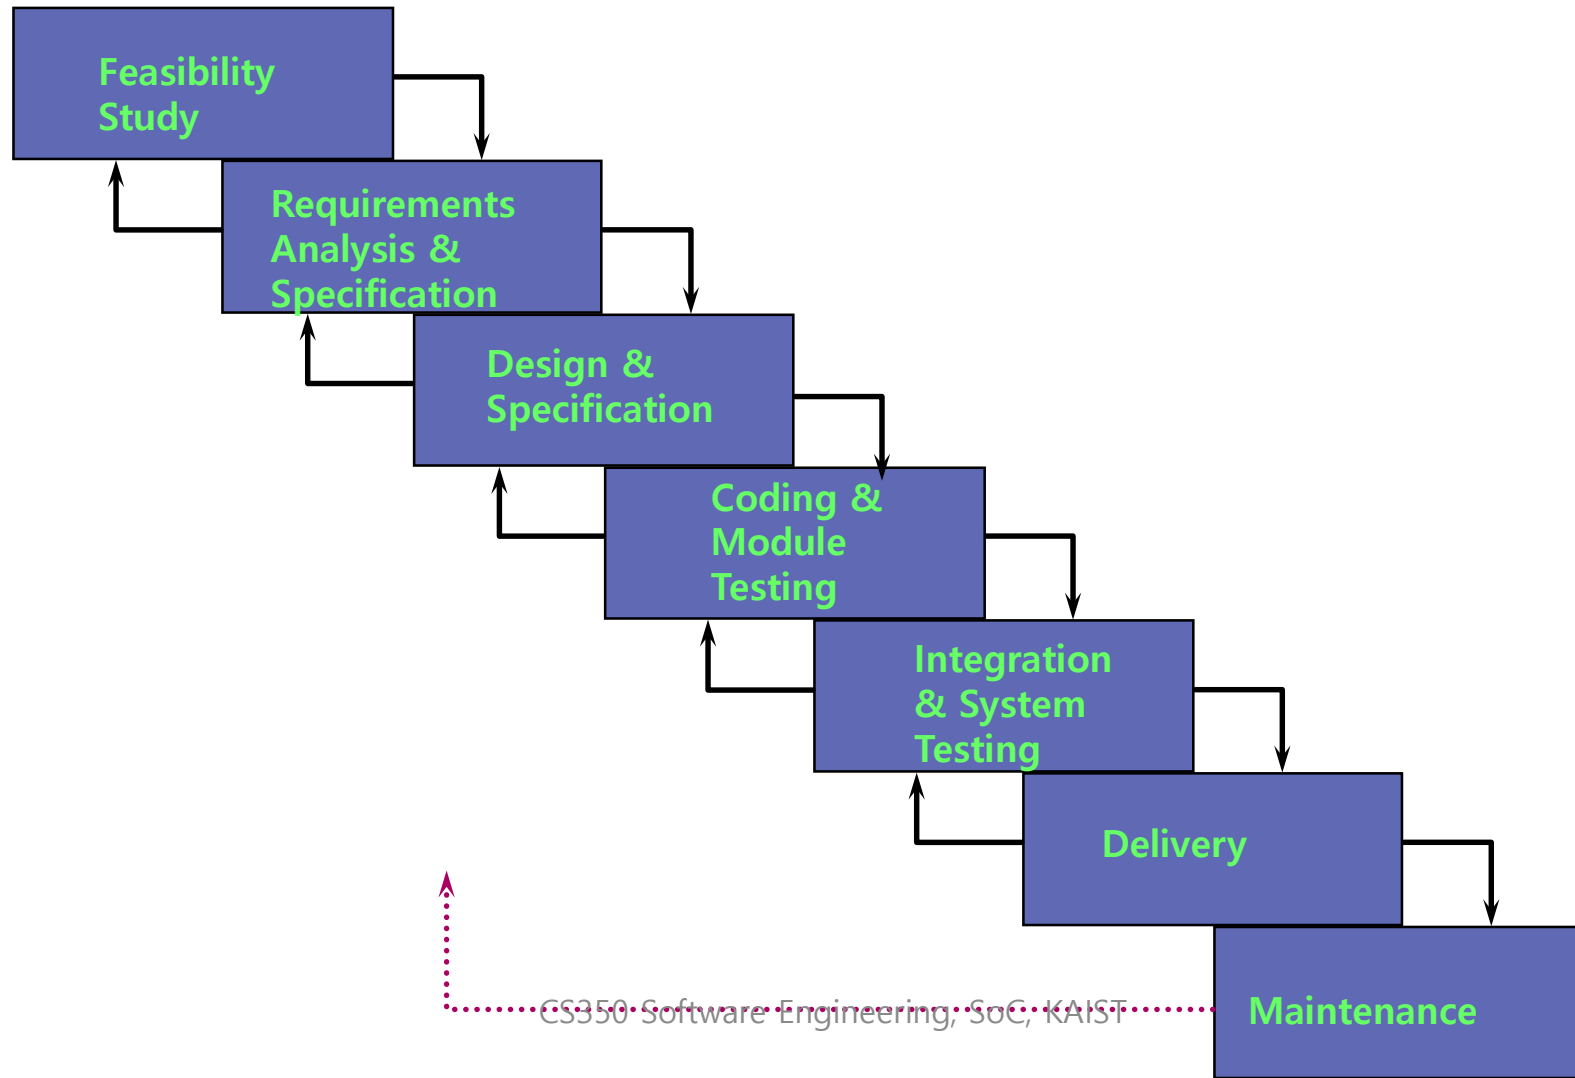 Feasibility
Study
Requirements
Analysis &
Specification
Design &
Specification
Coding &
Module
Testing
Integration
& System
Testing
Delivery
CS350 Software Engineering, SoC, KAIST
Maintenance